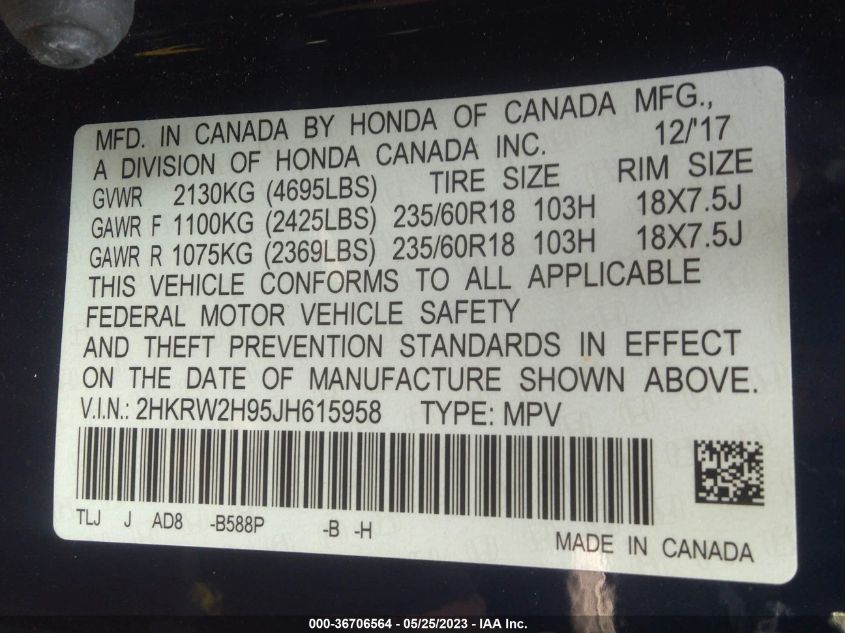 MFD. IN CANADA BY HONDA OF CANADA MFG.,
A DIVISION OF HONDA CANADA INC. 12/'17
GVWR 2130KG (4695LBS) TIRE SIZE RIM SIZE
GAWR F 1100KG (2425LBS) 235/60R18 103H 18X7.5J
GAWR R 1075KG (2369LBS) 235/60R18 103H 18X7.5J
THIS VEHICLE CONFORMS TO ALL APPLICABLE
FEDERAL MOTOR VEHICLE SAFETY
AND THEFT PREVENTION STANDARDS IN EFFECT
ON THE DATE OF MANUFACTURE SHOWN ABOVE.
V.I.N.: 2HKRW2H95JH615958 TYPE: MPV
TLJ J AD8 -B588P -B -H
MADE IN CANADA
000-36706564 - 05/25/2023 - IAA Inc.